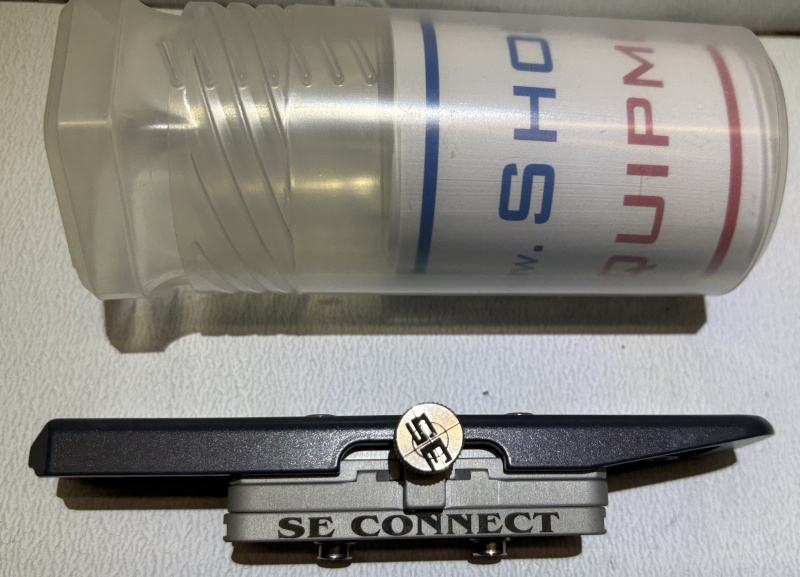 w. SHO
QUIPM
SE
SE CONNECT